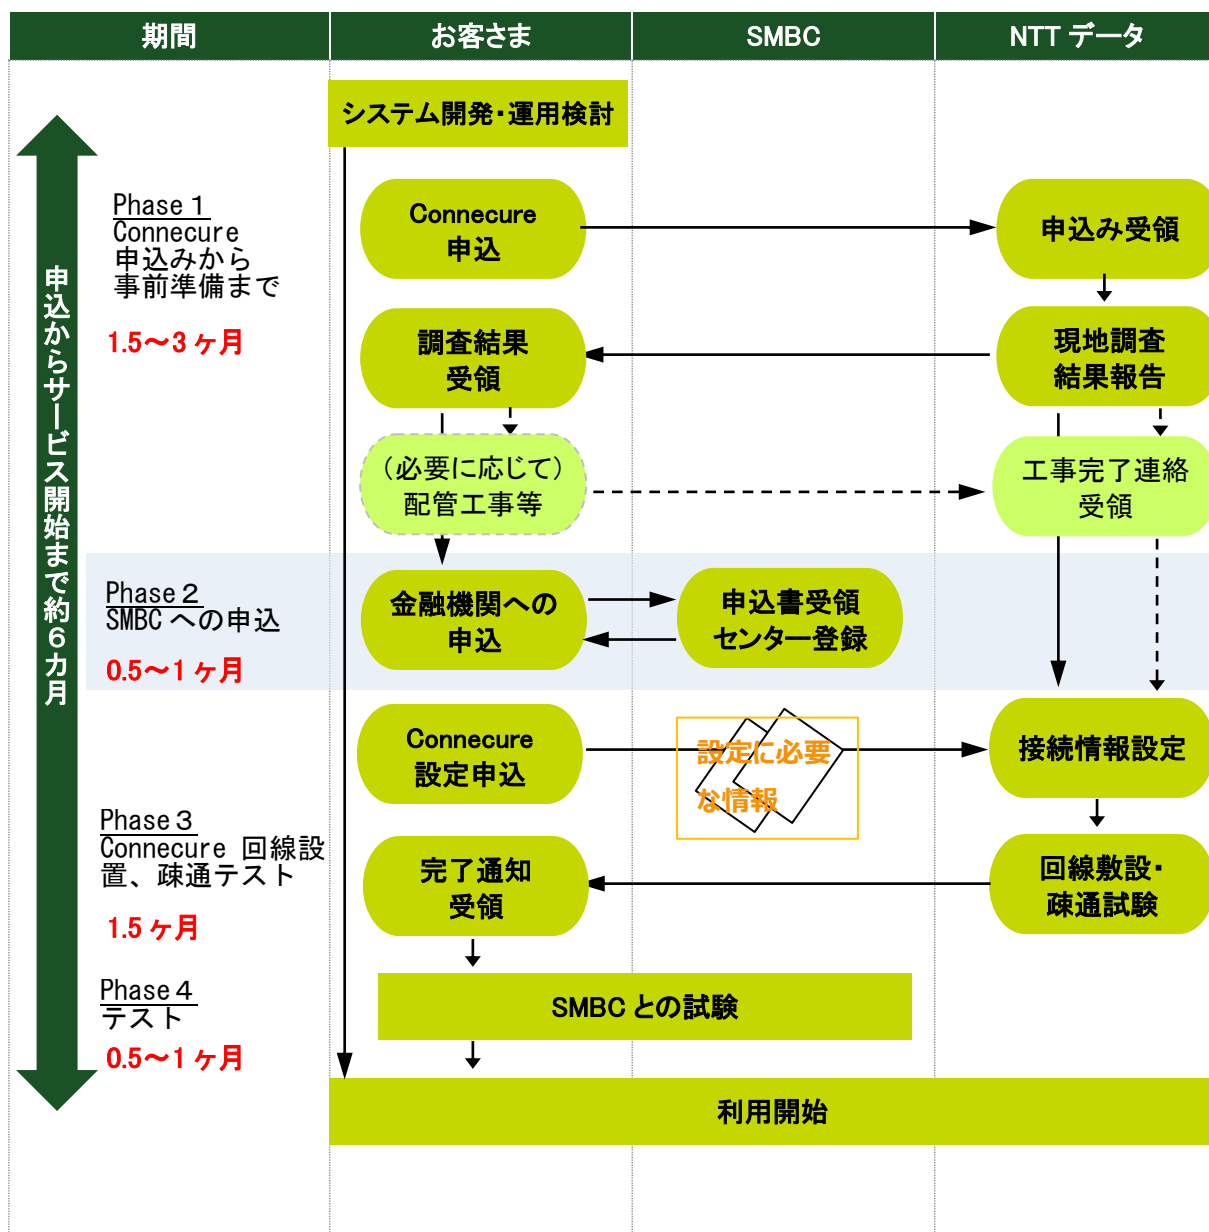 期間
お客さま
SMBC
NTT データ
システム開発・運用検討
申込からサービス開始まで約６カ月
Phase１
Connecure
申込みから
事前準備まで
1.5～3 ヶ月
Connecure
申込
申込み受領
調査結果
受領
現地調査
結果報告
（必要に応じて）
配管工事等
工事完了連絡
受領
Phase２
SMBC への申込
0.5～1 ヶ月
金融機関への
申込
申込書受領
センター登録
Connecure
設定申込
設定に必要
な情報
接続情報設定
Phase３
Connecure 回線設
置、疎通テスト
1.5 ヶ月
完了通知
受領
回線敷設・
疎通試験
Phase４
テスト
0.5～1 ヶ月
SMBC との試験
利用開始